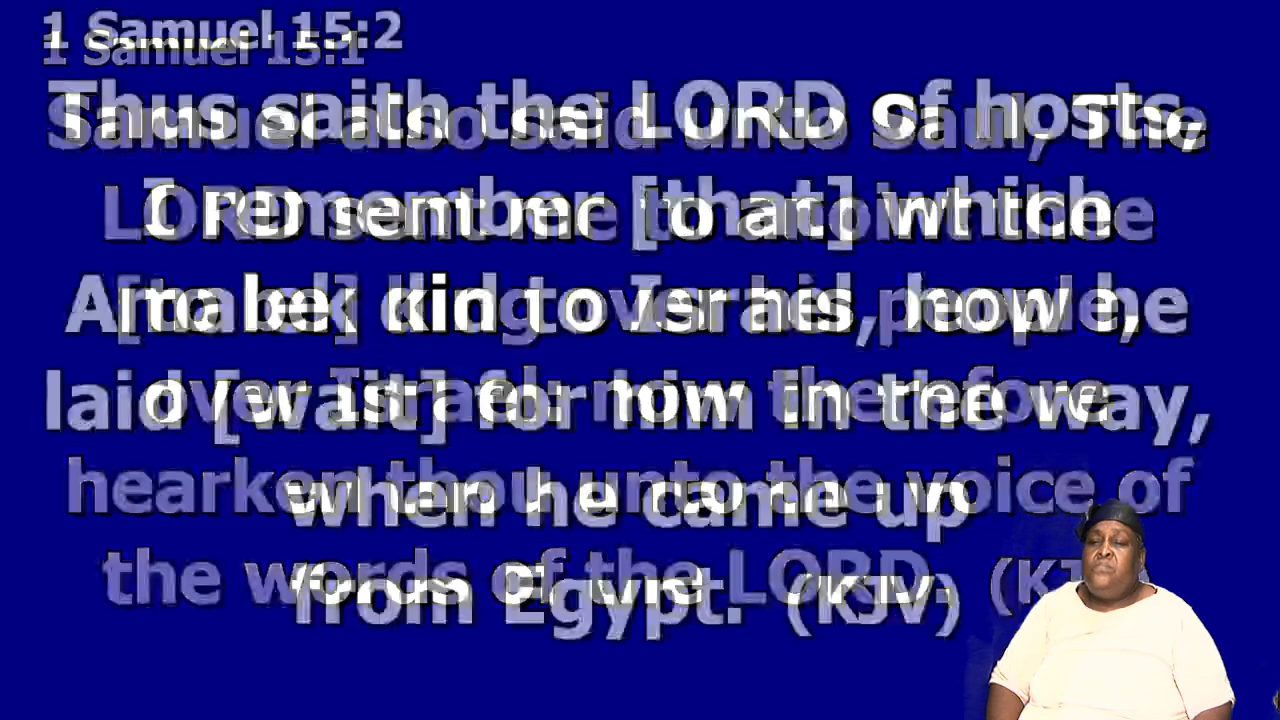 1 Samuel 15:2
Thus saith the LORD of hosts,
I remember [that] which
Amalek did to Israel, how he
laid [wait] for him in the way,
when he came up
from Egypt. (KJV)
1 Samuel 15:1
Samuel also said unto Saul, The
LORD sent me to anoint thee
[to be] king over his people,
over Israel: now therefore
hearken thou unto the voice of
the words of the LORD. (KJ